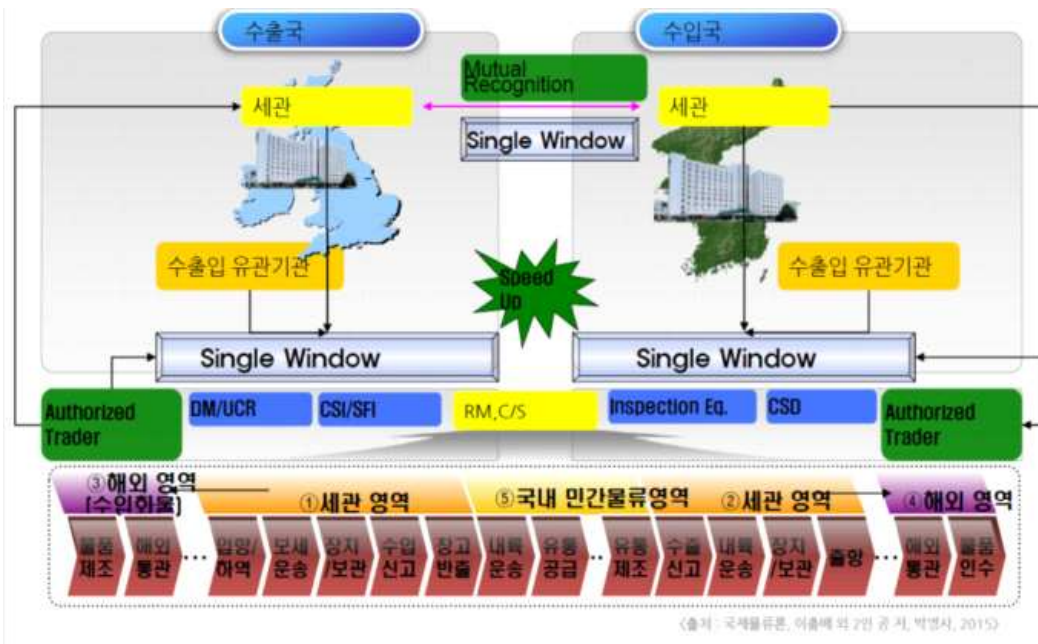 수출국
수입국
Mutual
Recognition
세관
세관
Single Window
수출입 유관기관
수출입 유관기관
Speed
Up
Single Window
Single Window
Authorized
Trader
DM/UCR
CSI/SFI
RM,C/S
Inspection Eq.
CSD
Authorized
Trader
③해외 영역
(수입화물)
①세관 영역
⑤국내 민간물류영역
②세관 영역
④해외 영역
물품
제조
해외
통관
...
입항/
하역
보세
운송
장치
/보관
수입
신고
창고
반출
내륙
운송
유통
공급
..
유통
제조
수출
신고
내륙
운송
장치
/보관
출항
...
해외
통관
물품
인수
<출처 : 국제물류론, 이충배 외 2인 공 저, 박영사, 2015>